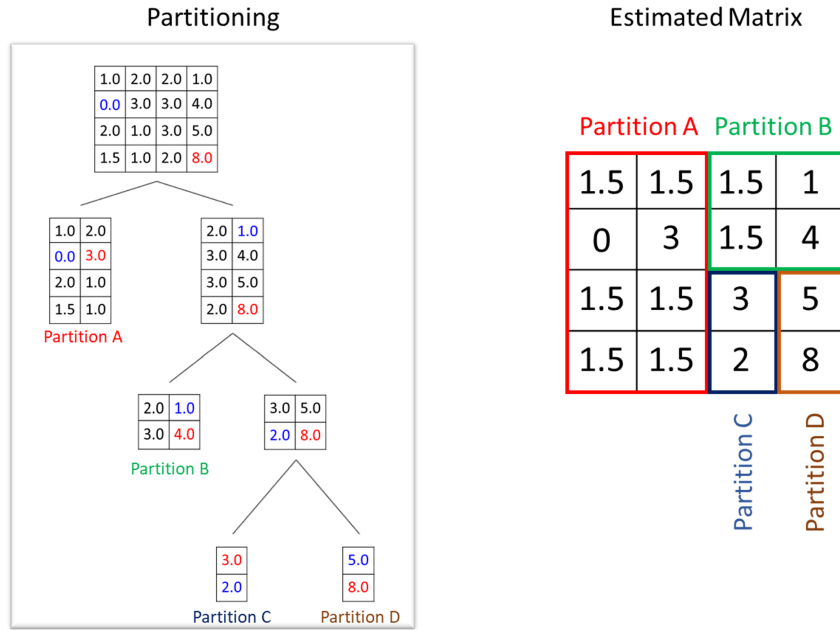 Partitioning
1.0 2.0 2.0 1.0
0.0 3.0 3.0 4.0
2.0 1.0 3.0 5.0
1.5 1.0 2.0 8.0
1.0 2.0
0.0 3.0
2.0 1.0
1.5 1.0
Partition A
2.0 1.0
3.0 4.0
3.0 5.0
2.0 8.0
2.0 1.0
3.0 4.0
Partition B
3.0 5.0
2.0 8.0
3.0
2.0
Partition C
5.0
8.0
Partition D
Estimated Matrix
Partition A Partition B
1.5 1.5 1.5 1
0 3 1.5 4
1.5 1.5 3 5
1.5 1.5 2 8
Partition C
Partition D